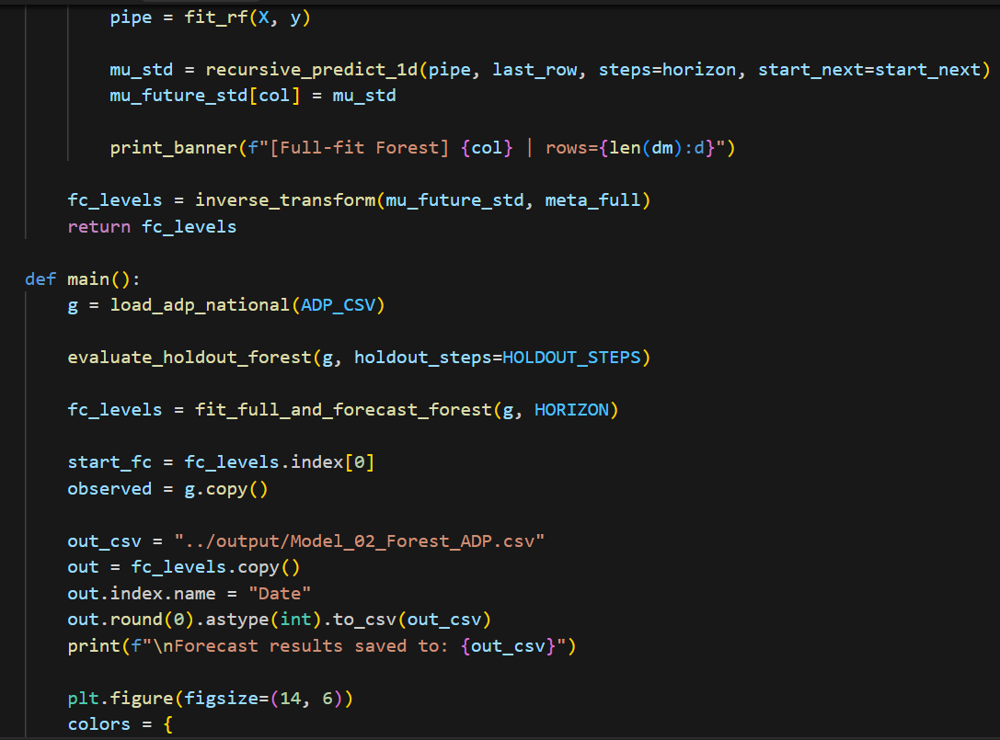 pipe = fit_rf(X, y)
mu_std = recursive_predict_1d(pipe, last_row, steps=horizon, start_next=start_next)
mu_future_std[col] = mu_std
print_banner(f"[Full-fit Forest] {col} | rows={len(dm):d}")
fc_levels = inverse_transform(mu_future_std, meta_full)
return fc_levels
def main():
g = load_adp_national(ADP_CSV)
evaluate_holdout_forest(g, holdout_steps=HOLDOUT_STEPS)
fc_levels = fit_full_and_forecast_forest(g, HORIZON)
start_fc = fc_levels.index[0]
observed = g.copy()
out_csv = "../output/Model_02_Forest_ADP.csv"
out = fc_levels.copy()
out.index.name = "Date"
out.round(0).astype(int).to_csv(out_csv)
print(f"\nForecast results saved to: {out_csv}")
plt.figure(figsize=(14, 6))
colors = {